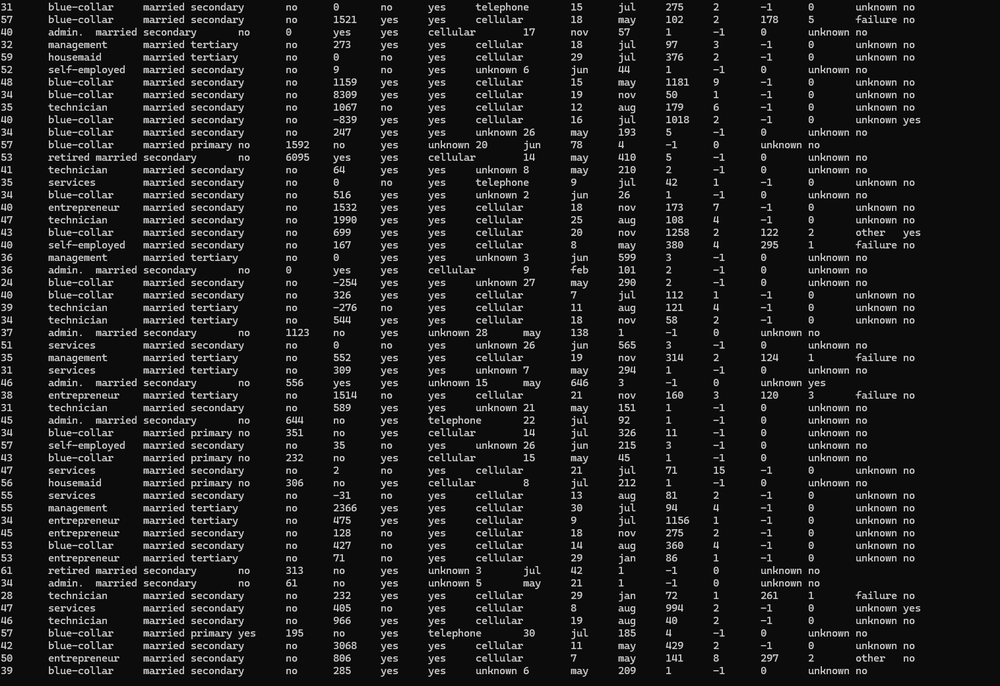 31 blue-collar married secondary no 0 no yes telephone 15 jul 275 2 -1 0 unknown no
57 blue-collar married secondary no 1521 yes yes cellular 18 may 102 2 178 5 failure no
40 admin. married secondary no 0 yes yes cellular 17 nov 57 1 -1 0 unknown no
32 management married tertiary no 273 yes yes cellular 18 jul 97 3 -1 0 unknown no
59 housemaid married tertiary no 0 no yes cellular 29 jul 376 2 -1 0 unknown no
52 self-employed married secondary no 9 no yes unknown 6 jun 44 1 -1 0 unknown no
48 blue-collar married secondary no 1159 yes yes cellular 15 may 1181 9 -1 0 unknown no
34 blue-collar married secondary no 8309 yes yes cellular 19 nov 50 1 -1 0 unknown no
35 technician married secondary no 1067 no yes cellular 12 aug 179 6 -1 0 unknown no
40 blue-collar married secondary no -839 yes yes cellular 16 jul 1018 2 -1 0 unknown yes
34 blue-collar married secondary no 247 yes yes unknown 26 may 193 5 -1 0 unknown no
57 blue-collar married primary no 1592 no yes unknown 20 jun 78 4 -1 0 unknown no
53 retired married secondary no 6095 yes yes cellular 14 may 410 5 -1 0 unknown no
41 technician married secondary no 64 yes yes unknown 8 may 210 2 -1 0 unknown no
35 services married secondary no 0 no yes telephone 9 jul 42 1 -1 0 unknown no
34 blue-collar married secondary no 516 yes yes unknown 2 jun 26 1 -1 0 unknown no
40 entrepreneur married secondary no 1532 yes yes cellular 18 nov 173 7 -1 0 unknown no
47 technician married secondary no 1990 yes yes cellular 25 aug 108 4 -1 0 unknown no
43 blue-collar married secondary no 699 yes yes cellular 20 nov 1258 2 122 2 other yes
40 self-employed married secondary no 167 yes yes cellular 8 may 380 4 295 1 failure no
36 management married tertiary no 0 yes yes unknown 3 jun 599 3 -1 0 unknown no
36 admin. married secondary no 0 yes yes cellular 9 feb 101 2 -1 0 unknown no
24 blue-collar married secondary no -254 yes yes unknown 27 may 290 2 -1 0 unknown no
40 blue-collar married secondary no 326 yes yes cellular 7 jul 112 1 -1 0 unknown no
39 technician married tertiary no -276 no yes cellular 11 aug 121 4 -1 0 unknown no
34 technician married tertiary no 544 yes yes cellular 18 nov 58 2 -1 0 unknown no
37 admin. married secondary no 1123 no yes unknown 28 may 138 1 -1 0 unknown no
51 services married secondary no 0 no yes unknown 26 jun 565 3 -1 0 unknown no
35 management married tertiary no 552 yes yes cellular 19 nov 314 2 124 1 failure no
31 services married tertiary no 309 yes yes unknown 7 may 294 1 -1 0 unknown no
46 admin. married secondary no 556 yes yes unknown 15 may 646 3 -1 0 unknown yes
38 entrepreneur married tertiary no 1514 no yes cellular 21 nov 160 3 120 3 failure no
31 technician married secondary no 589 yes yes unknown 21 may 151 1 -1 0 unknown no
45 admin. married secondary no 644 no yes telephone 22 jul 92 1 -1 0 unknown no
34 blue-collar married primary no 351 no yes cellular 14 jul 326 11 -1 0 unknown no
57 self-employed married secondary no 35 no yes unknown 26 jun 215 3 -1 0 unknown no
43 blue-collar married primary no 232 no yes cellular 15 may 45 1 -1 0 unknown no
47 services married secondary no 2 no yes cellular 21 jul 71 15 -1 0 unknown no
56 housemaid married primary no 306 no yes cellular 8 jul 212 1 -1 0 unknown no
55 services married secondary no -31 no yes cellular 13 aug 81 2 -1 0 unknown no
55 management married tertiary no 2366 yes yes cellular 30 jul 94 4 -1 0 unknown no
34 entrepreneur married tertiary no 475 yes yes cellular 9 jul 1156 1 -1 0 unknown no
45 entrepreneur married secondary no 128 no yes cellular 18 nov 275 2 -1 0 unknown no
53 blue-collar married secondary no 427 no yes cellular 14 aug 360 4 -1 0 unknown no
53 entrepreneur married tertiary no 71 no yes cellular 29 jan 86 1 -1 0 unknown no
61 retired married secondary no 313 no yes unknown 3 jul 42 1 -1 0 unknown no
34 admin. married secondary no 61 no yes unknown 5 may 21 1 -1 0 unknown no
28 technician married secondary no 232 yes yes cellular 29 jan 72 1 261 1 failure no
47 services married secondary no 405 no yes cellular 8 aug 994 2 -1 0 unknown yes
46 technician married secondary no 966 yes yes cellular 19 aug 40 2 -1 0 unknown no
57 blue-collar married primary yes 195 no yes telephone 30 jul 185 4 -1 0 unknown no
42 blue-collar married secondary no 3068 yes yes cellular 11 may 429 2 -1 0 unknown no
50 entrepreneur married secondary no 806 yes yes cellular 7 may 141 8 297 2 other no
39 blue-collar married secondary no 285 yes yes unknown 6 may 209 1 -1 0 unknown no